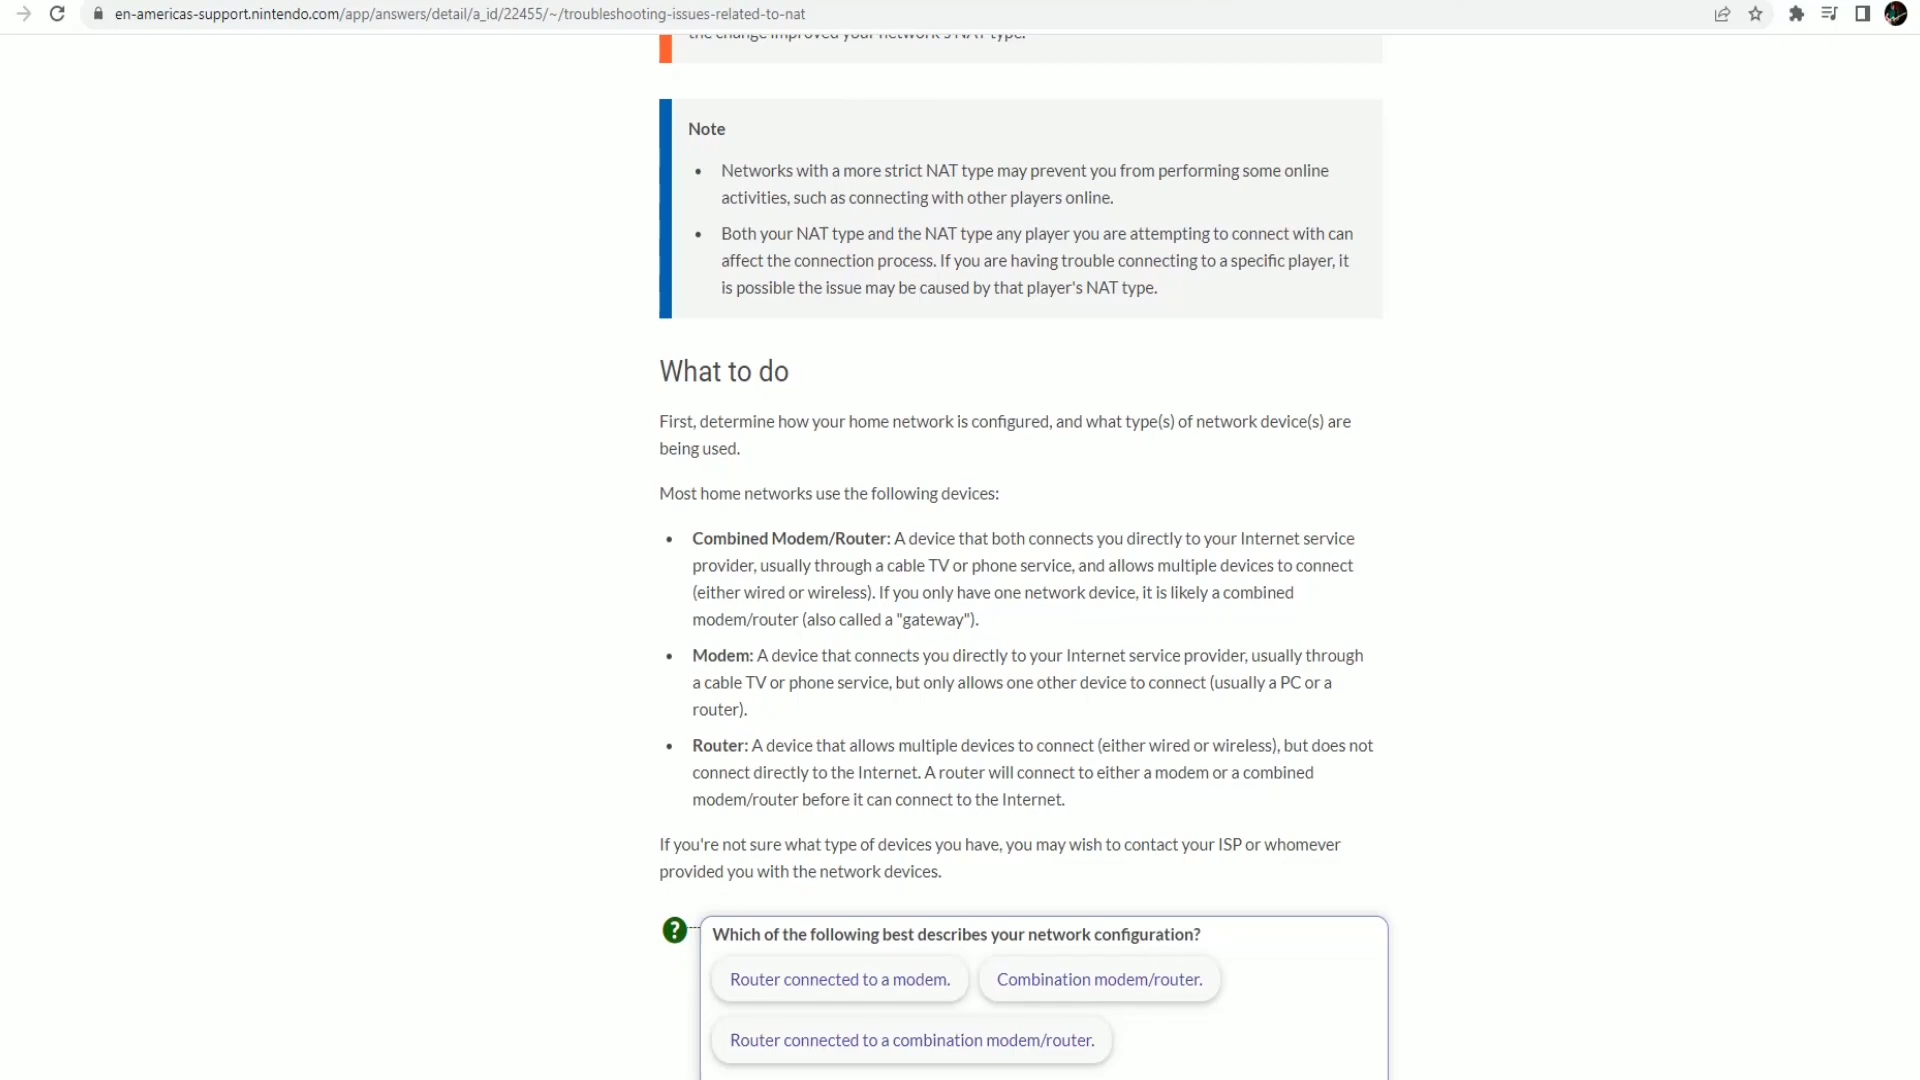 en-americas-support.nintendo.com/app/answers/detail/a_id/22455/~/troubleshooting-issues-related-to-nat
the change improved your network's NAT type.
Note
• Networks with a more strict NAT type may prevent you from performing some online
activities, such as connecting with other players online.
• Both your NAT type and the NAT type any player you are attempting to connect with can
affect the connection process. If you are having trouble connecting to a specific player, it
is possible the issue may be caused by that player's NAT type.
What to do
First, determine how your home network is configured, and what type(s) of network device(s) are
being used.
Most home networks use the following devices:
• Combined Modem/Router: A device that both connects you directly to your Internet service
provider, usually through a cable TV or phone service, and allows multiple devices to connect
(either wired or wireless). If you only have one network device, it is likely a combined
modem/router (also called a "gateway").
• Modem: A device that connects you directly to your Internet service provider, usually through
a cable TV or phone service, but only allows one other device to connect (usually a PC or a
router).
• Router: A device that allows multiple devices to connect (either wired or wireless), but does not
connect directly to the Internet. A router will connect to either a modem or a combined
modem/router before it can connect to the Internet.
If you're not sure what type of devices you have, you may wish to contact your ISP or whomever
provided you with the network devices.
? Which of the following best describes your network configuration?
Router connected to a modem. Combination modem/router.
Router connected to a combination modem/router.